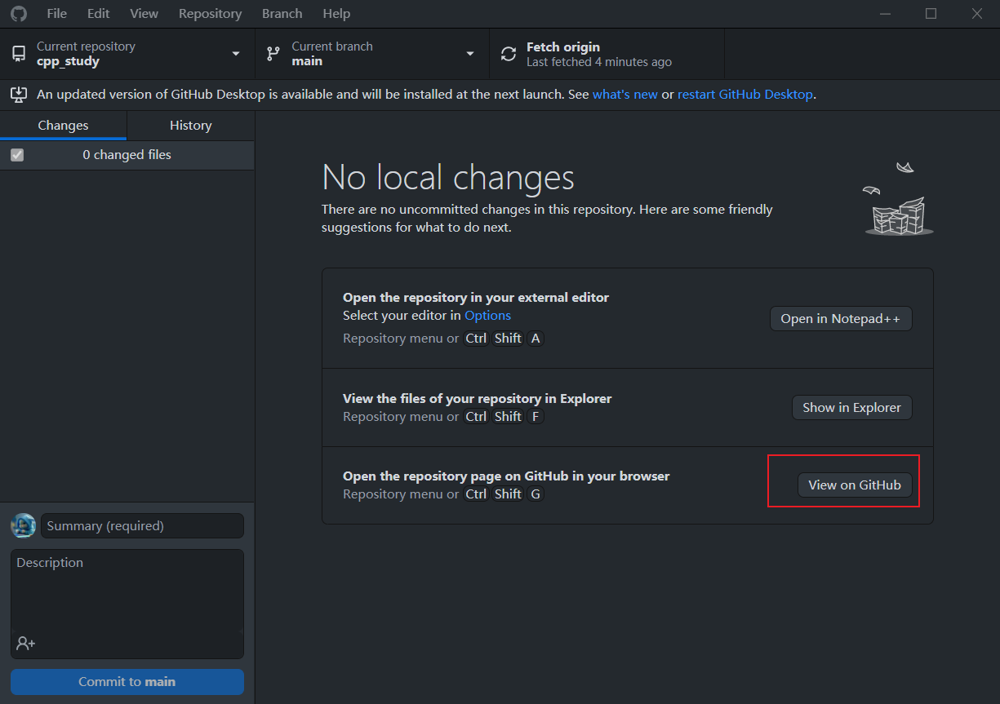 File Edit View Repository Branch Help
Current repository
cpp_study
Current branch
main
Fetch origin
Last fetched 4 minutes ago
An updated version of GitHub Desktop is available and will be installed at the next launch. See what's new or restart GitHub Desktop.
Changes
History
0 changed files
No local changes
There are no uncommitted changes in this repository. Here are some friendly
suggestions for what to do next.
Open the repository in your external editor
Select your editor in Options
Repository menu or Ctrl Shift A
Open in Notepad++
View the files of your repository in Explorer
Repository menu or Ctrl Shift F
Show in Explorer
Open the repository page on GitHub in your browser
Repository menu or Ctrl Shift G
View on GitHub
Summary (required)
Description
Commit to main